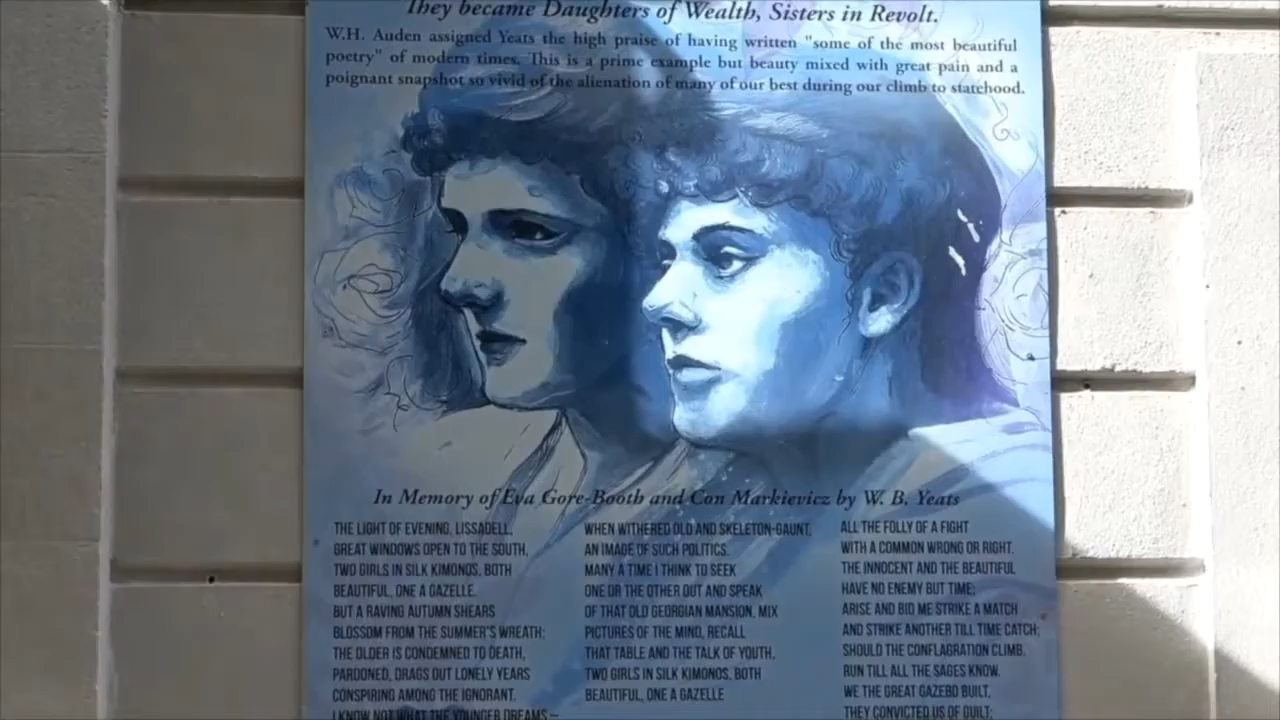 They became Daughters of Wealth, Sisters in Revolt.
W.H. Auden assigned Yeats the high praise of having written "some of the most beautiful
poetry" of modern times. This is a prime example but beauty mixed with great pain and a
poignant snapshot so vivid of the alienation of many of our best during our climb to statehood.
In Memory of Eva Gore-Booth and Con Markievicz by W. B. Yeats
THE LIGHT OF EVENING, LISSADELL,
GREAT WINDOWS OPEN TO THE SOUTH,
TWO GIRLS IN SILK KIMONOS, BOTH
BEAUTIFUL, ONE A GAZELLE.
BUT A RAVING AUTUMN SHEARS
BLOSSOM FROM THE SUMMER'S WREATH;
THE OLDER IS CONDEMNED TO DEATH,
PARDONED, DRAGS OUT LONELY YEARS
CONSPIRING AMONG THE IGNORANT.
I KNOW NOT WHAT THE YOUNGER DREAMS –
WHEN WITHERED OLD AND SKELETON-GAUNT,
AN IMAGE OF SUCH POLITICS.
MANY A TIME I THINK TO SEEK
ONE OR THE OTHER OUT AND SPEAK
OF THAT OLD GEORGIAN MANSION, MIX
PICTURES OF THE MIND, RECALL
THAT TABLE AND THE TALK OF YOUTH,
TWO GIRLS IN SILK KIMONOS, BOTH
BEAUTIFUL, ONE A GAZELLE
ALL THE FOLLY OF A FIGHT
WITH A COMMON WRONG OR RIGHT.
THE INNOCENT AND THE BEAUTIFUL
HAVE NO ENEMY BUT TIME;
ARISE AND BID ME STRIKE A MATCH
AND STRIKE ANOTHER TILL TIME CATCH;
SHOULD THE CONFLAGRATION CLIMB,
RUN TILL ALL THE SAGES KNOW.
WE THE GREAT GAZEBO BUILT,
THEY CONVICTED US OF GUILT;